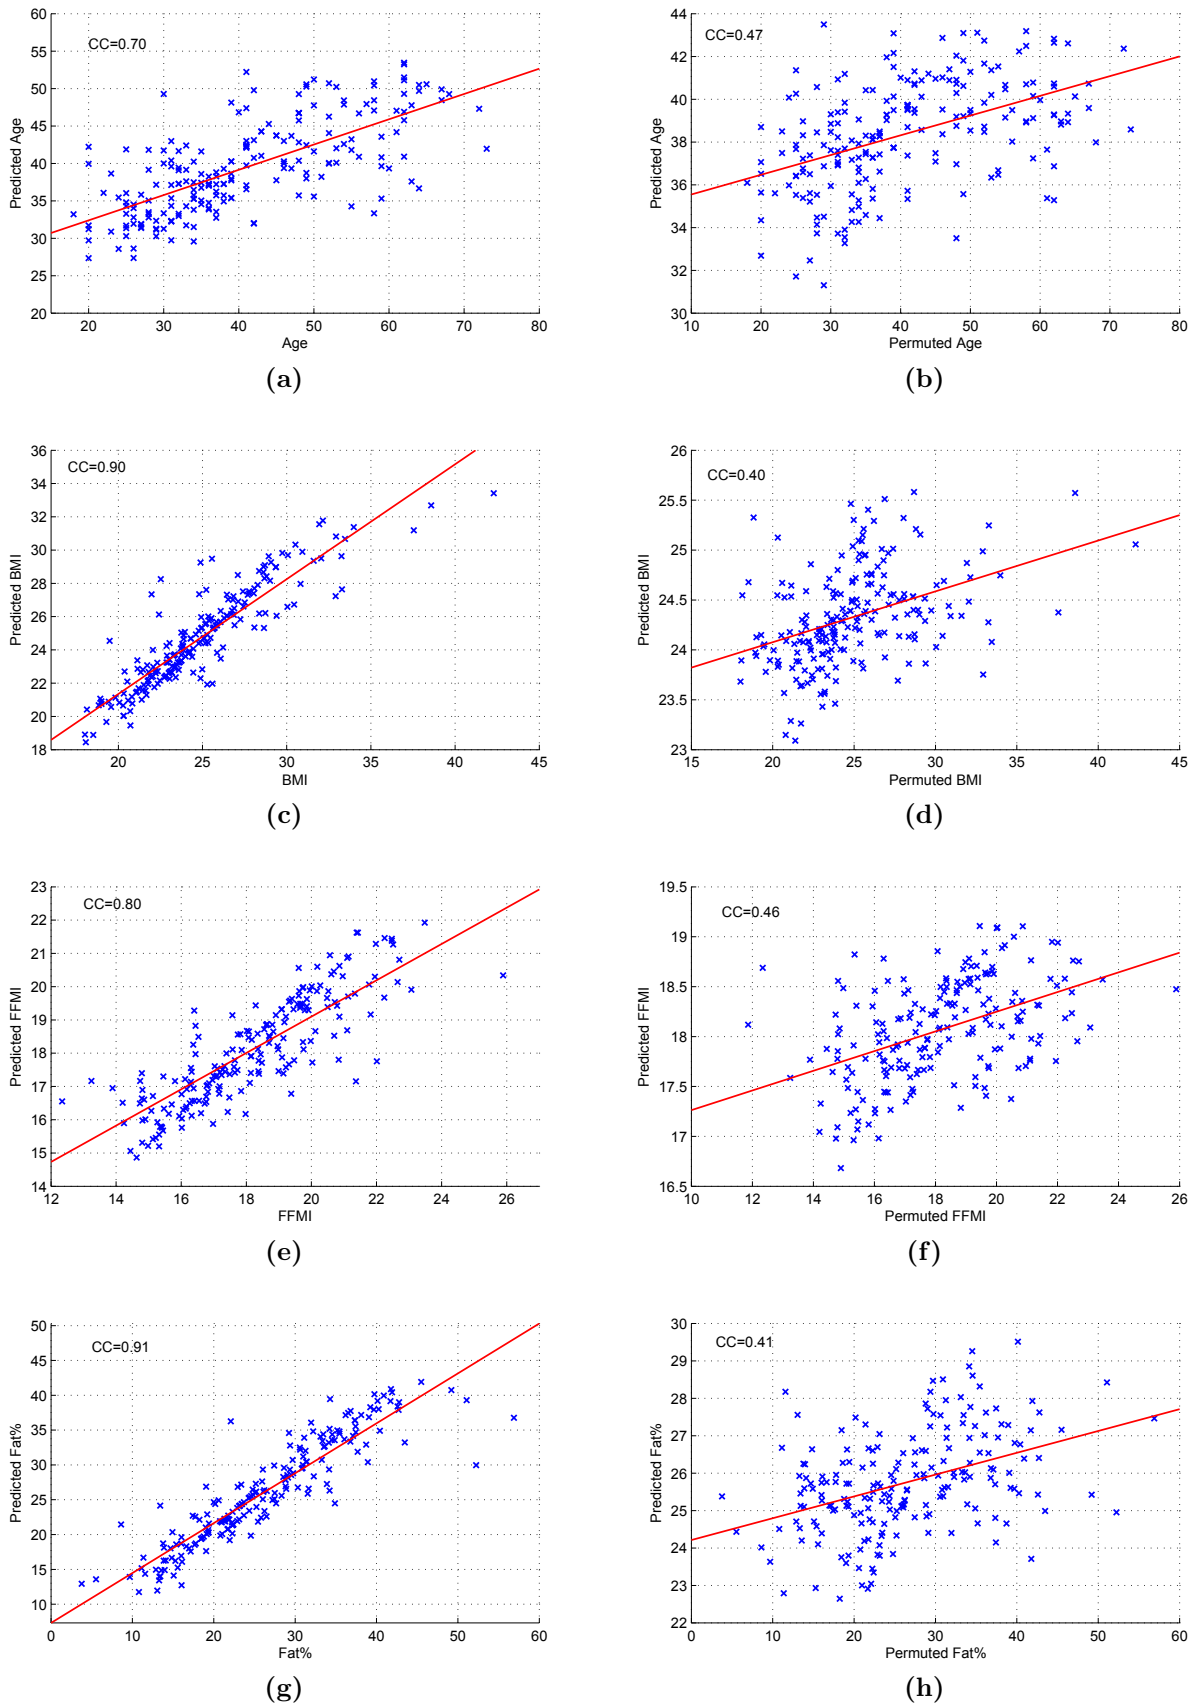 60
55
50
45
40
35
30
25
20
CC=0.70
Predicted Age
20 30 40 50 60 70 80
Age
(a)
44
42
40
38
36
34
32
30
CC=0.47
Predicted Age
10 20 30 40 50 60 70 80
Permuted Age
(b)
36
34
32
30
28
26
24
22
20
18
CC=0.90
Predicted BMI
20 25 30 35 40 45
BMI
(c)
26
25.5
25
24.5
24
23.5
23
CC=0.40
Predicted BMI
15 20 25 30 35 40 45
Permuted BMI
(d)
23
22
21
20
19
18
17
16
15
14
CC=0.80
Predicted FFMI
12 14 16 18 20 22 24 26
FFMI
(e)
19.5
19
18.5
18
17.5
17
16.5
CC=0.46
Predicted FFMI
10 12 14 16 18 20 22 24 26
Permuted FFMI
(f)
50
45
40
35
30
25
20
15
10
CC=0.91
Predicted Fat%
0 10 20 30 40 50 60
Fat%
(g)
30
29
28
27
26
25
24
23
22
CC=0.41
Predicted Fat%
0 10 20 30 40 50 60
Permuted Fat%
(h)